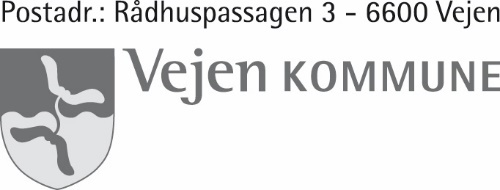 Postadr.: Rådhuspassagen 3 - 6600 Vejen
Vejen KOMMUNE